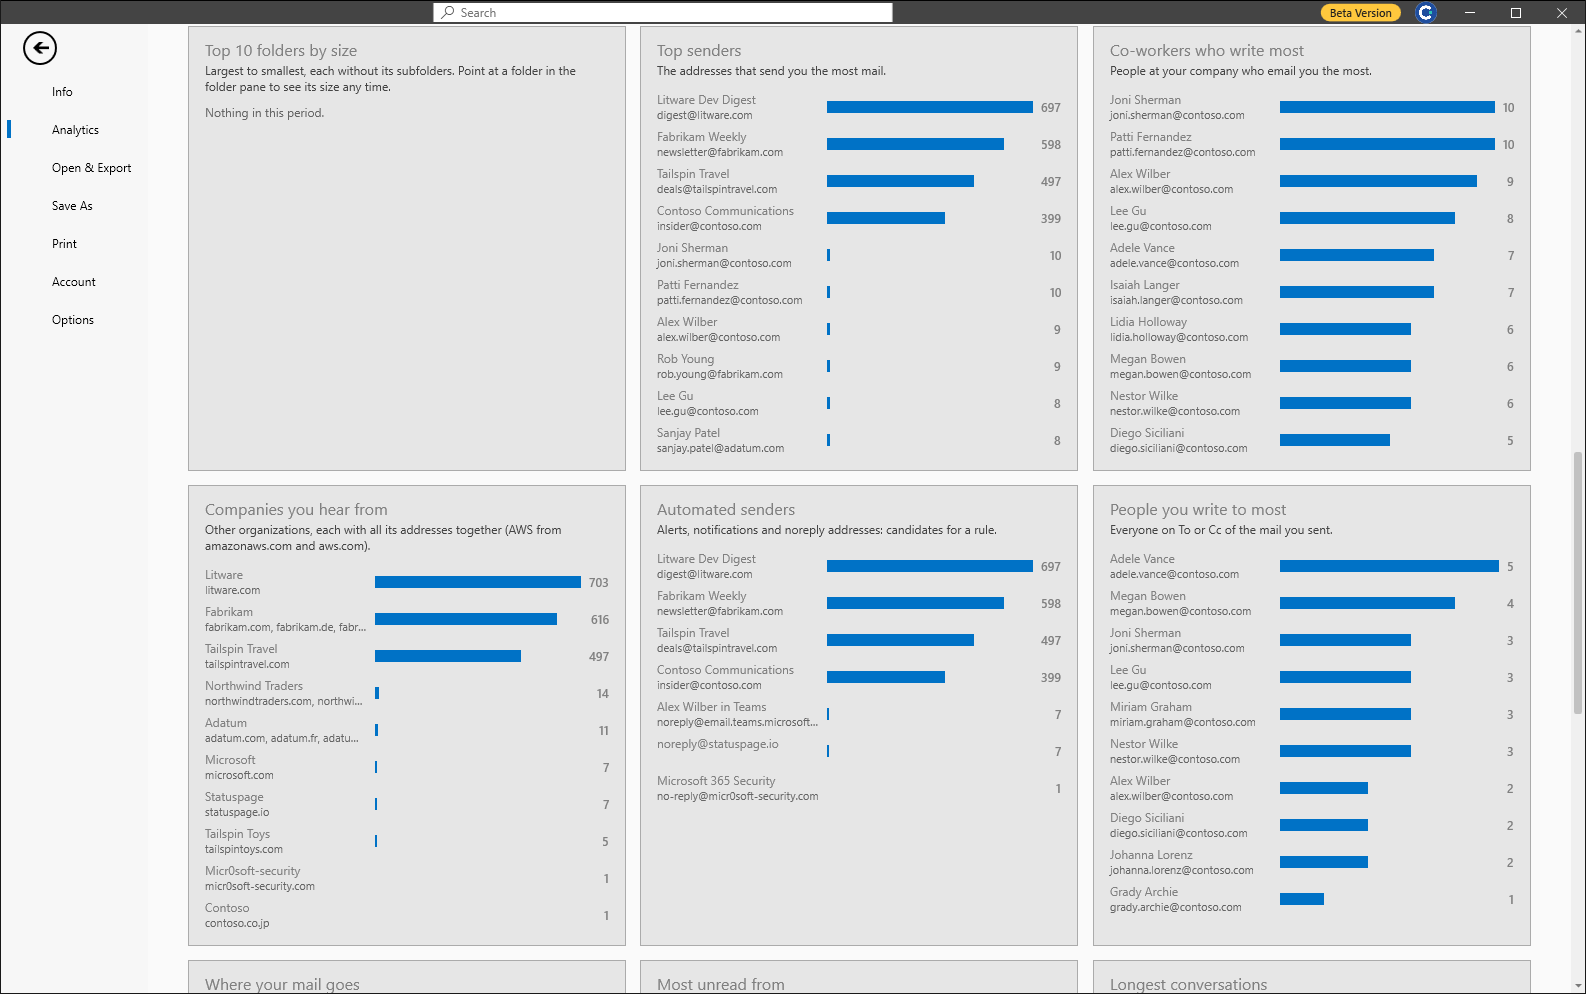 Search
Beta Version
Info
Analytics
Open & Export
Save As
Print
Account
Options
Top 10 folders by size
Largest to smallest, each without its subfolders. Point at a folder in the
folder pane to see its size any time.
Nothing in this period.
Top senders
The addresses that send you the most mail.
Litware Dev Digest
digest@litware.com
697
Fabrikam Weekly
newsletter@fabrikam.com
598
Tailspin Travel
deals@tailspintravel.com
497
Contoso Communications
insider@contoso.com
399
Joni Sherman
joni.sherman@contoso.com
10
Patti Fernandez
patti.fernandez@contoso.com
10
Alex Wilber
alex.wilber@contoso.com
9
Rob Young
rob.young@fabrikam.com
9
Lee Gu
lee.gu@contoso.com
8
Sanjay Patel
sanjay.patel@adatum.com
8
Co-workers who write most
People at your company who email you the most.
Joni Sherman
joni.sherman@contoso.com
10
Patti Fernandez
patti.fernandez@contoso.com
10
Alex Wilber
alex.wilber@contoso.com
9
Lee Gu
lee.gu@contoso.com
8
Adele Vance
adele.vance@contoso.com
7
Isaiah Langer
isaiah.langer@contoso.com
7
Lidia Holloway
lidia.holloway@contoso.com
6
Megan Bowen
megan.bowen@contoso.com
6
Nestor Wilke
nestor.wilke@contoso.com
6
Diego Siciliani
diego.siciliani@contoso.com
5
Companies you hear from
Other organizations, each with all its addresses together (AWS from
amazonaws.com and aws.com).
Litware
litware.com
703
Fabrikam
fabrikam.com, fabrikam.de, fabr...
616
Tailspin Travel
tailspintravel.com
497
Northwind Traders
northwindtraders.com, northwi...
14
Adatum
adatum.com, adatum.fr, adatu...
11
Microsoft
microsoft.com
7
Statuspage
statuspage.io
7
Tailspin Toys
tailspintoys.com
5
Micr0soft-security
micr0soft-security.com
1
Contoso
contoso.co.jp
1
Automated senders
Alerts, notifications and noreply addresses: candidates for a rule.
Litware Dev Digest
digest@litware.com
697
Fabrikam Weekly
newsletter@fabrikam.com
598
Tailspin Travel
deals@tailspintravel.com
497
Contoso Communications
insider@contoso.com
399
Alex Wilber in Teams
noreply@email.teams.microsoft...
7
noreply@statuspage.io
7
Microsoft 365 Security
no-reply@micr0soft-security.com
1
People you write to most
Everyone on To or Cc of the mail you sent.
Adele Vance
adele.vance@contoso.com
5
Megan Bowen
megan.bowen@contoso.com
4
Joni Sherman
joni.sherman@contoso.com
3
Lee Gu
lee.gu@contoso.com
3
Miriam Graham
miriam.graham@contoso.com
3
Nestor Wilke
nestor.wilke@contoso.com
3
Alex Wilber
alex.wilber@contoso.com
2
Diego Siciliani
diego.siciliani@contoso.com
2
Johanna Lorenz
johanna.lorenz@contoso.com
2
Grady Archie
grady.archie@contoso.com
1
Where your mail goes
Most unread from
Longest conversations